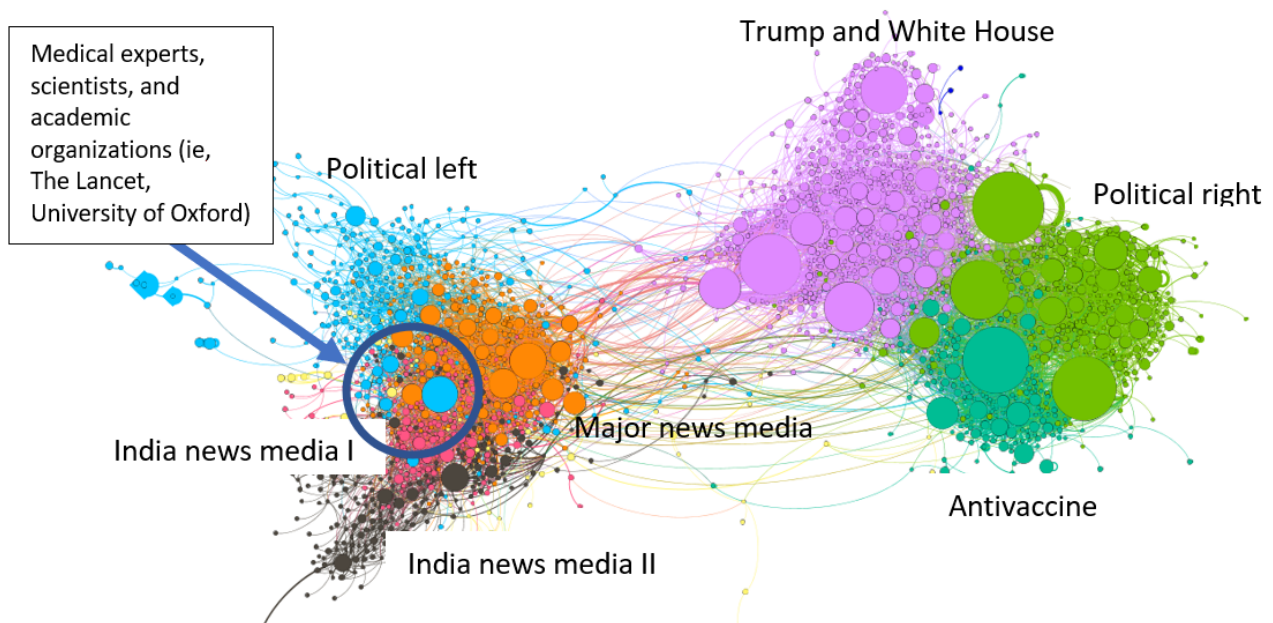 Medical experts,
scientists, and
academic
organizations (ie,
The Lancet,
University of Oxford)
Trump and White House
Political left
Political right
India news media I
Major news media
Antivaccine
India news media II